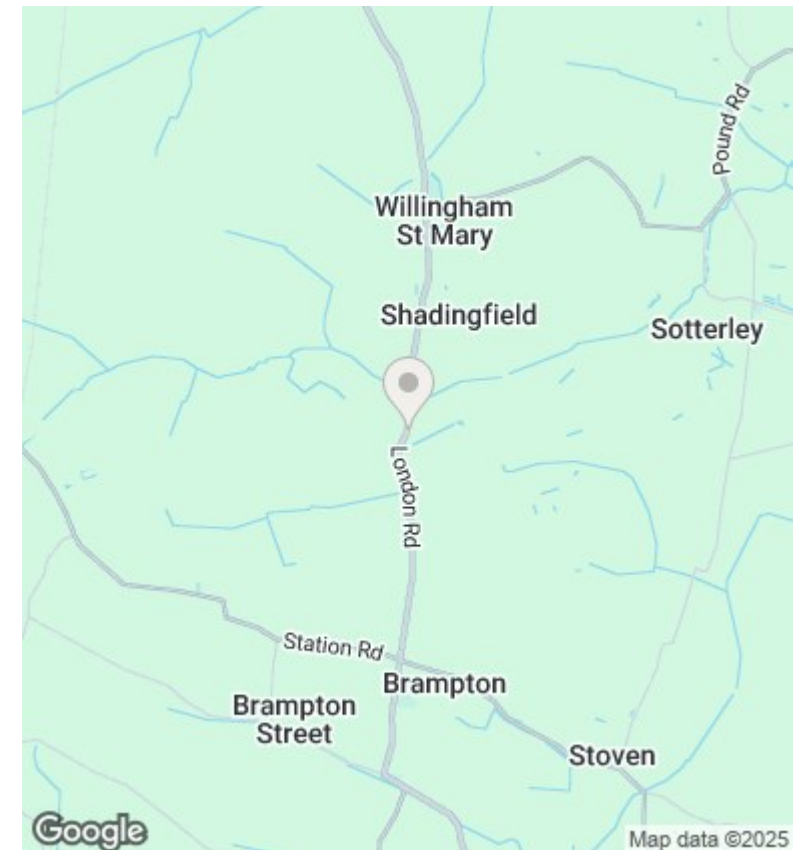 Pound Rd
Willingham
St Mary
Shadingfield
Sotterley
London Rd
Station Rd
Brampton
Brampton
Street
Stoven
Google
Map data ©2025